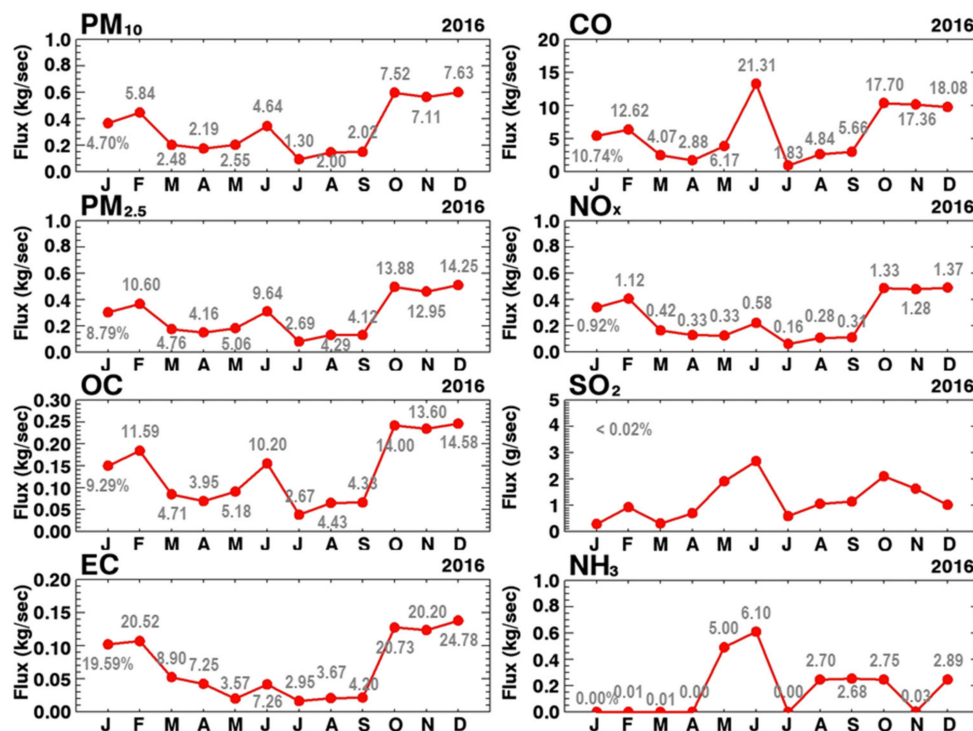 PM₁₀ 2016
Flux (kg/sec)
1.0
0.8
0.6
0.4
0.2
0.0
4.70% 5.84 2.48 2.19 2.55 4.64 1.30 2.00 2.02 7.52 7.11 7.63
J F M A M J J A S O N D
CO 2016
Flux (kg/sec)
20
15
10
5
0
10.74% 12.62 4.07 2.88 6.17 21.31 1.83 4.84 5.66 17.70 17.36 18.08
J F M A M J J A S O N D
PM₂.₅ 2016
Flux (kg/sec)
1.0
0.8
0.6
0.4
0.2
0.0
8.79% 10.60 4.76 4.16 5.06 9.64 2.69 4.29 4.12 13.88 12.95 14.25
J F M A M J J A S O N D
NOₓ 2016
Flux (kg/sec)
1.0
0.8
0.6
0.4
0.2
0.0
0.92% 1.12 0.42 0.33 0.33 0.58 0.16 0.28 0.31 1.33 1.28 1.37
J F M A M J J A S O N D
OC 2016
Flux (kg/sec)
0.30
0.25
0.20
0.15
0.10
0.05
0.00
9.29% 11.59 4.71 3.95 5.18 10.20 2.67 4.43 4.33 14.00 13.60 14.58
J F M A M J J A S O N D
SO₂ 2016
Flux (g/sec)
5
4
3
2
1
0
< 0.02%
J F M A M J J A S O N D
EC 2016
Flux (kg/sec)
0.20
0.15
0.10
0.05
0.00
19.59% 20.52 8.90 7.25 3.57 7.26 2.95 3.67 4.20 20.73 20.20 24.78
J F M A M J J A S O N D
NH₃ 2016
Flux (kg/sec)
1.0
0.8
0.6
0.4
0.2
0.0
0.00% 0.01 0.01 0.00 5.00 6.10 0.00 2.70 2.68 2.75 0.03 2.89
J F M A M J J A S O N D